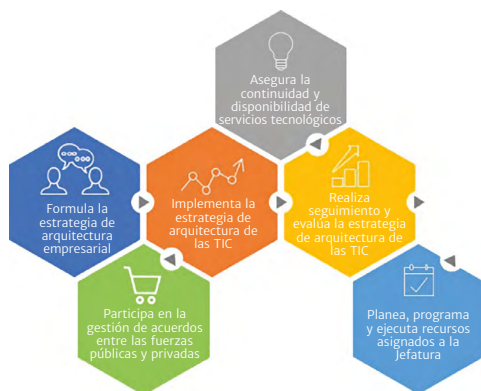 Asegura la
continuidad y
disponibilidad de
servicios tecnológicos
Formula la
estrategia de
arquitectura
empresarial
Implementa la
estrategia de
arquitectura de
las TIC
Realiza
seguimiento y
evalúa la estrategia
de arquitectura de
las TIC
Participa en la
gestión de acuerdos
entre las fuerzas
públicas y privadas
Planea, programa
y ejecuta recursos
asignados a la
Jefatura